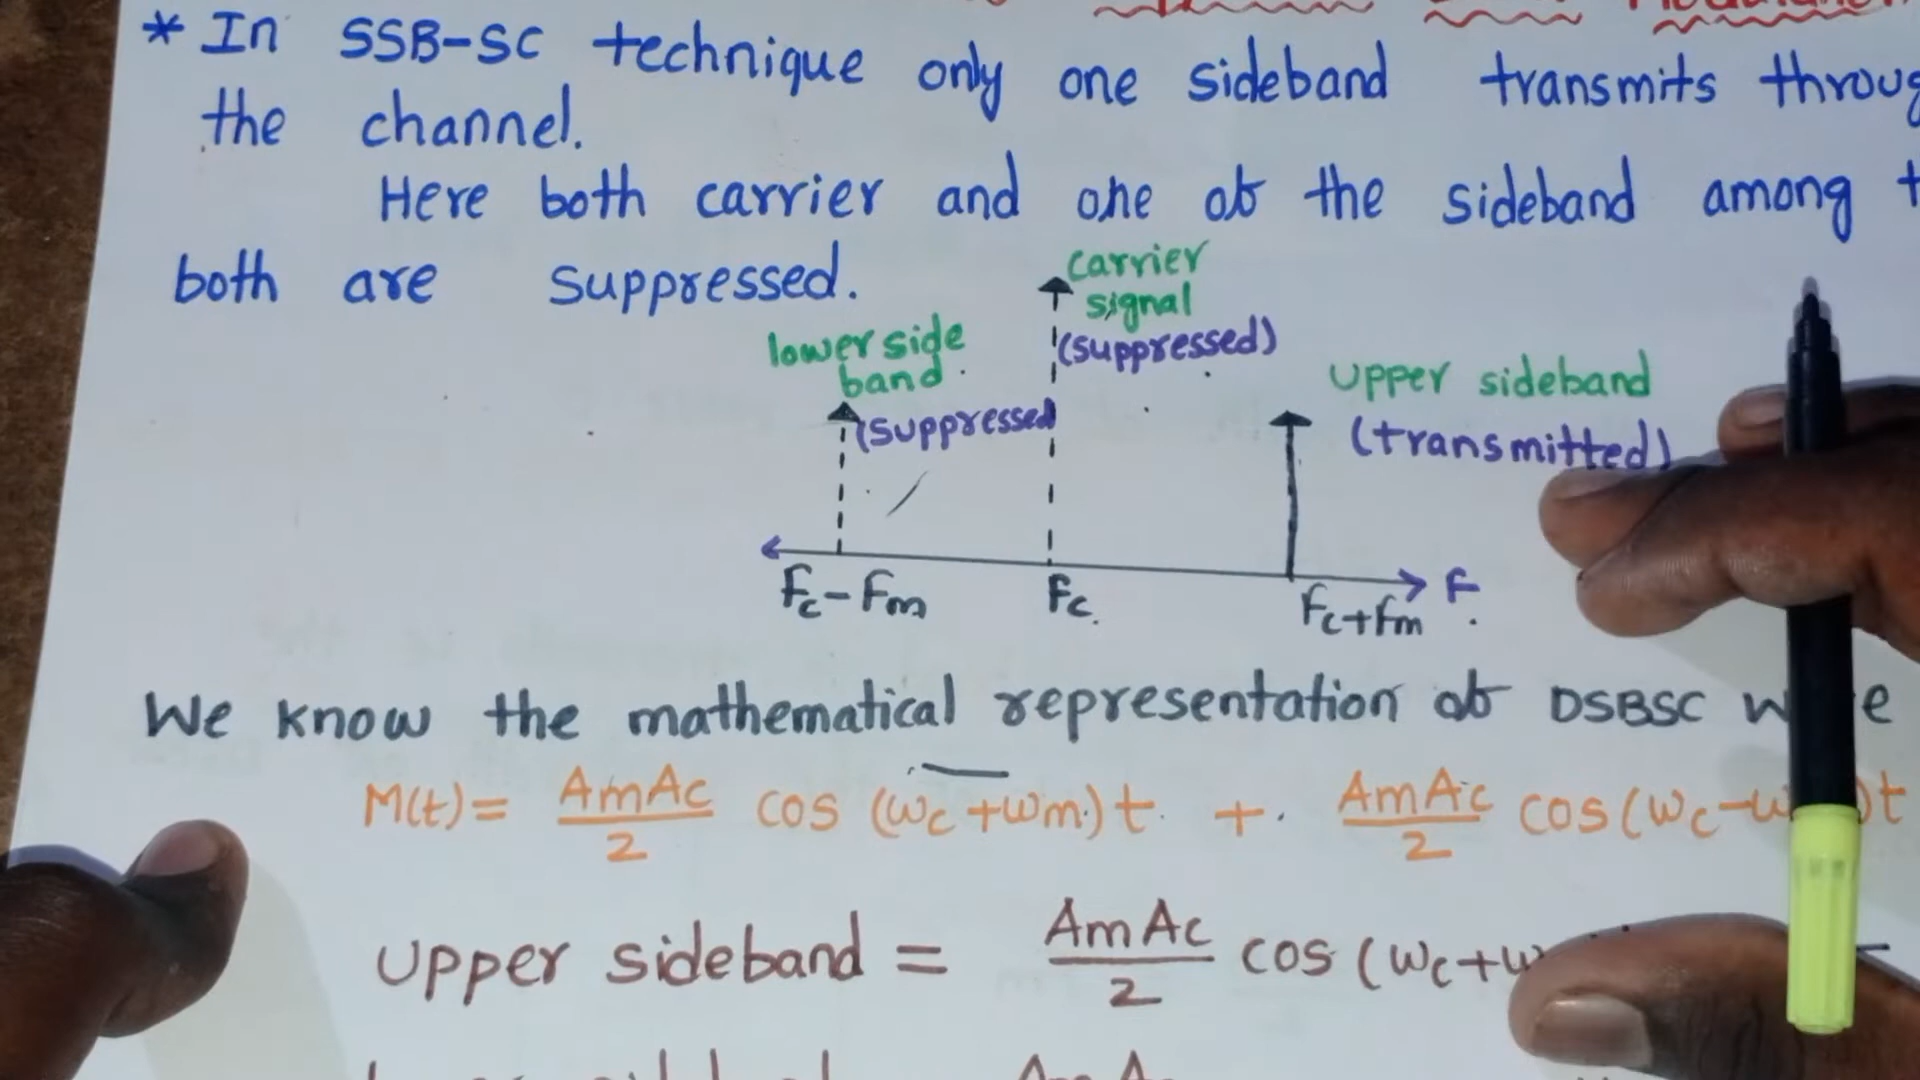 * In SSB-SC technique only one sideband transmits throug
the channel.
Here both carrier and one of the sideband among t
both are suppressed.
carrier
signal
(suppressed)
lower side
band
(suppressed
upper sideband
(transmitted)
Fc-Fm Fc Fc+Fm F
We know the mathematical representation of DSBSC w e
M(t) = AmAc/2 cos (ωc+ωm)t + AmAc/2 cos(ωc-ω )t
upper sideband = AmAc/2 cos (ωc+ω